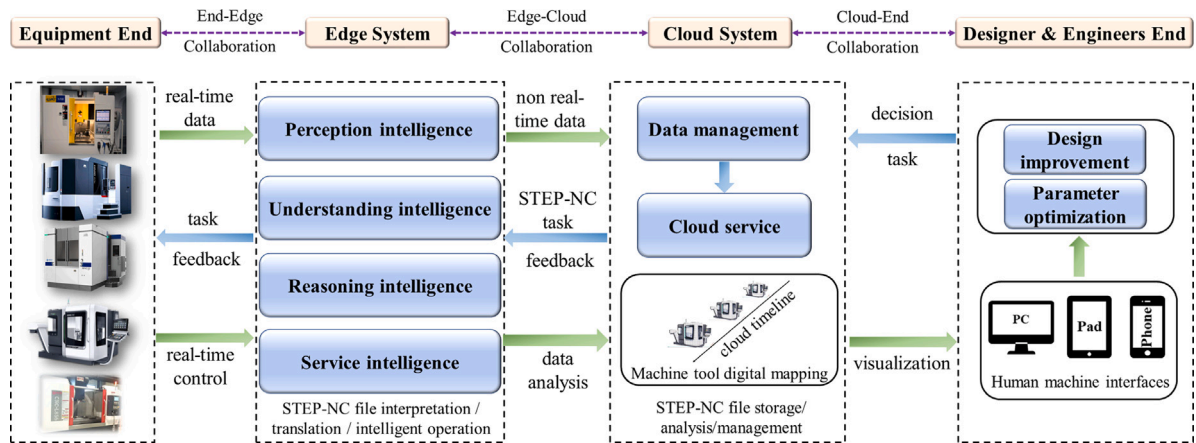 Equipment End
End-Edge
Collaboration
Edge System
Edge-Cloud
Collaboration
Cloud System
Cloud-End
Collaboration
Designer & Engineers End
real-time
data
task
feedback
real-time
control
Perception intelligence
Understanding intelligence
Reasoning intelligence
Service intelligence
STEP-NC file interpretation /
translation / intelligent operation
non real-
time data
STEP-NC
task
feedback
data
analysis
Data management
Cloud service
cloud timeline
Machine tool digital mapping
STEP-NC file storage/
analysis/management
decision
task
visualization
Design
improvement
Parameter
optimization
PC
Pad
Phone
Human machine interfaces